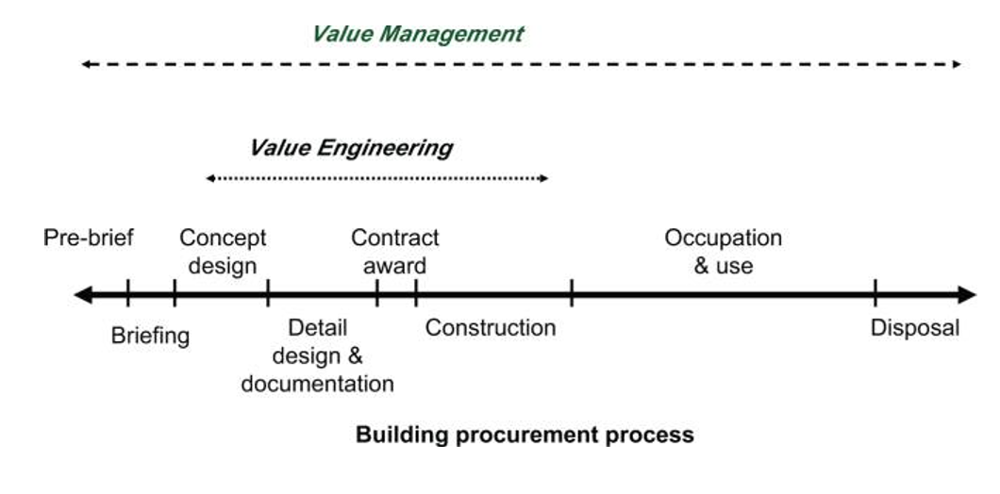 Value Management
Value Engineering
Pre-brief
Concept
design
Contract
award
Occupation
& use
Briefing
Detail
design &
documentation
Construction
Disposal
Building procurement process